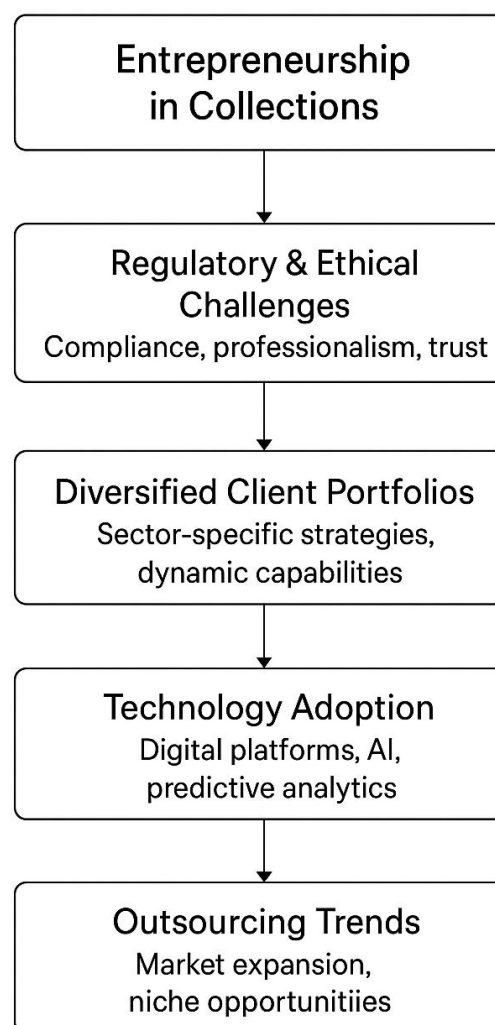 Entrepreneurship
in Collections
Regulatory & Ethical
Challenges
Compliance, professionalism, trust
Diversified Client Portfolios
Sector-specific strategies,
dynamic capabilities
Technology Adoption
Digital platforms, AI,
predictive analytics
Outsourcing Trends
Market expansion,
niche opportunitiies